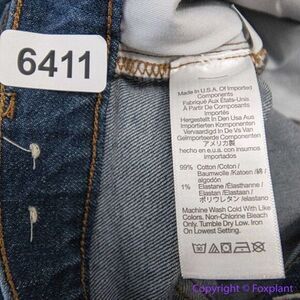 6411
Made In U.S.A. Of Imported
Components
Fabriqué Aux Etats-Unis
À Partir De Composants
Importés
Hergestellt In Den Usa Aus
Importierten Komponenten
Vervaardigd In De Vs Van
Geïmporteerde Componenten
アメリカ製
hecho en e.u.a. con insumos
importados
99% Cotton /Coton /
Baumwolle /Katoen /綿 /
algodón
1% Elastane /Elasthanne /
Elastan /Elastaan /
ポリウレタン /elastano
Machine Wash Cold With Like
Colors. Non-Chlorine Bleach
Only. Tumble Dry Low. Iron
On Lowest Setting.
Copyright © Foxplant